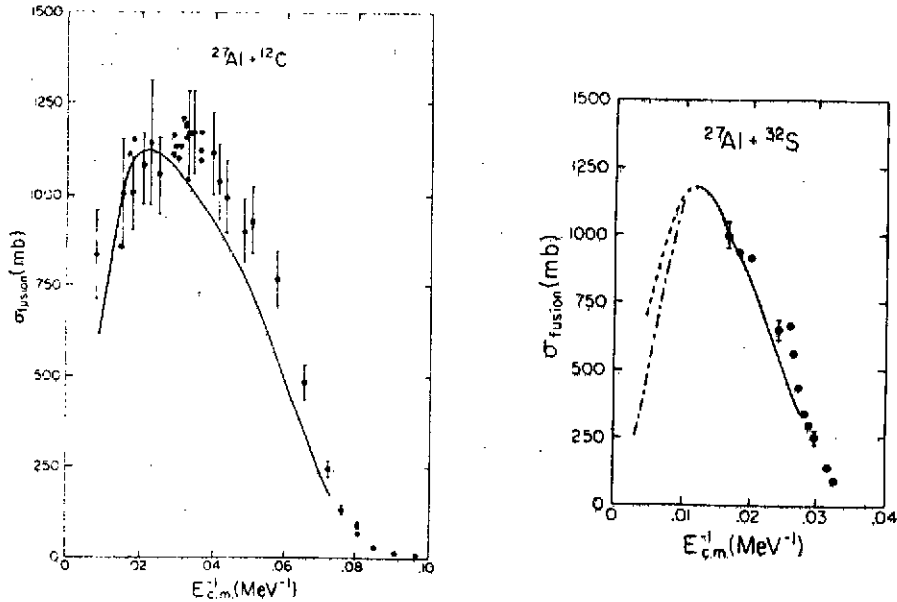 1500
1250
1000
750
500
250
0
σfusion(mb)
²⁷Al + ¹²C
0 .02 .04 .06 .08 .10
E⁻¹c.m.(MeV⁻¹)
1500
1250
1000
750
500
250
0
σfusion(mb)
²⁷Al + ³²S
0 .01 .02 .03 .04
E⁻¹c.m.(MeV⁻¹)